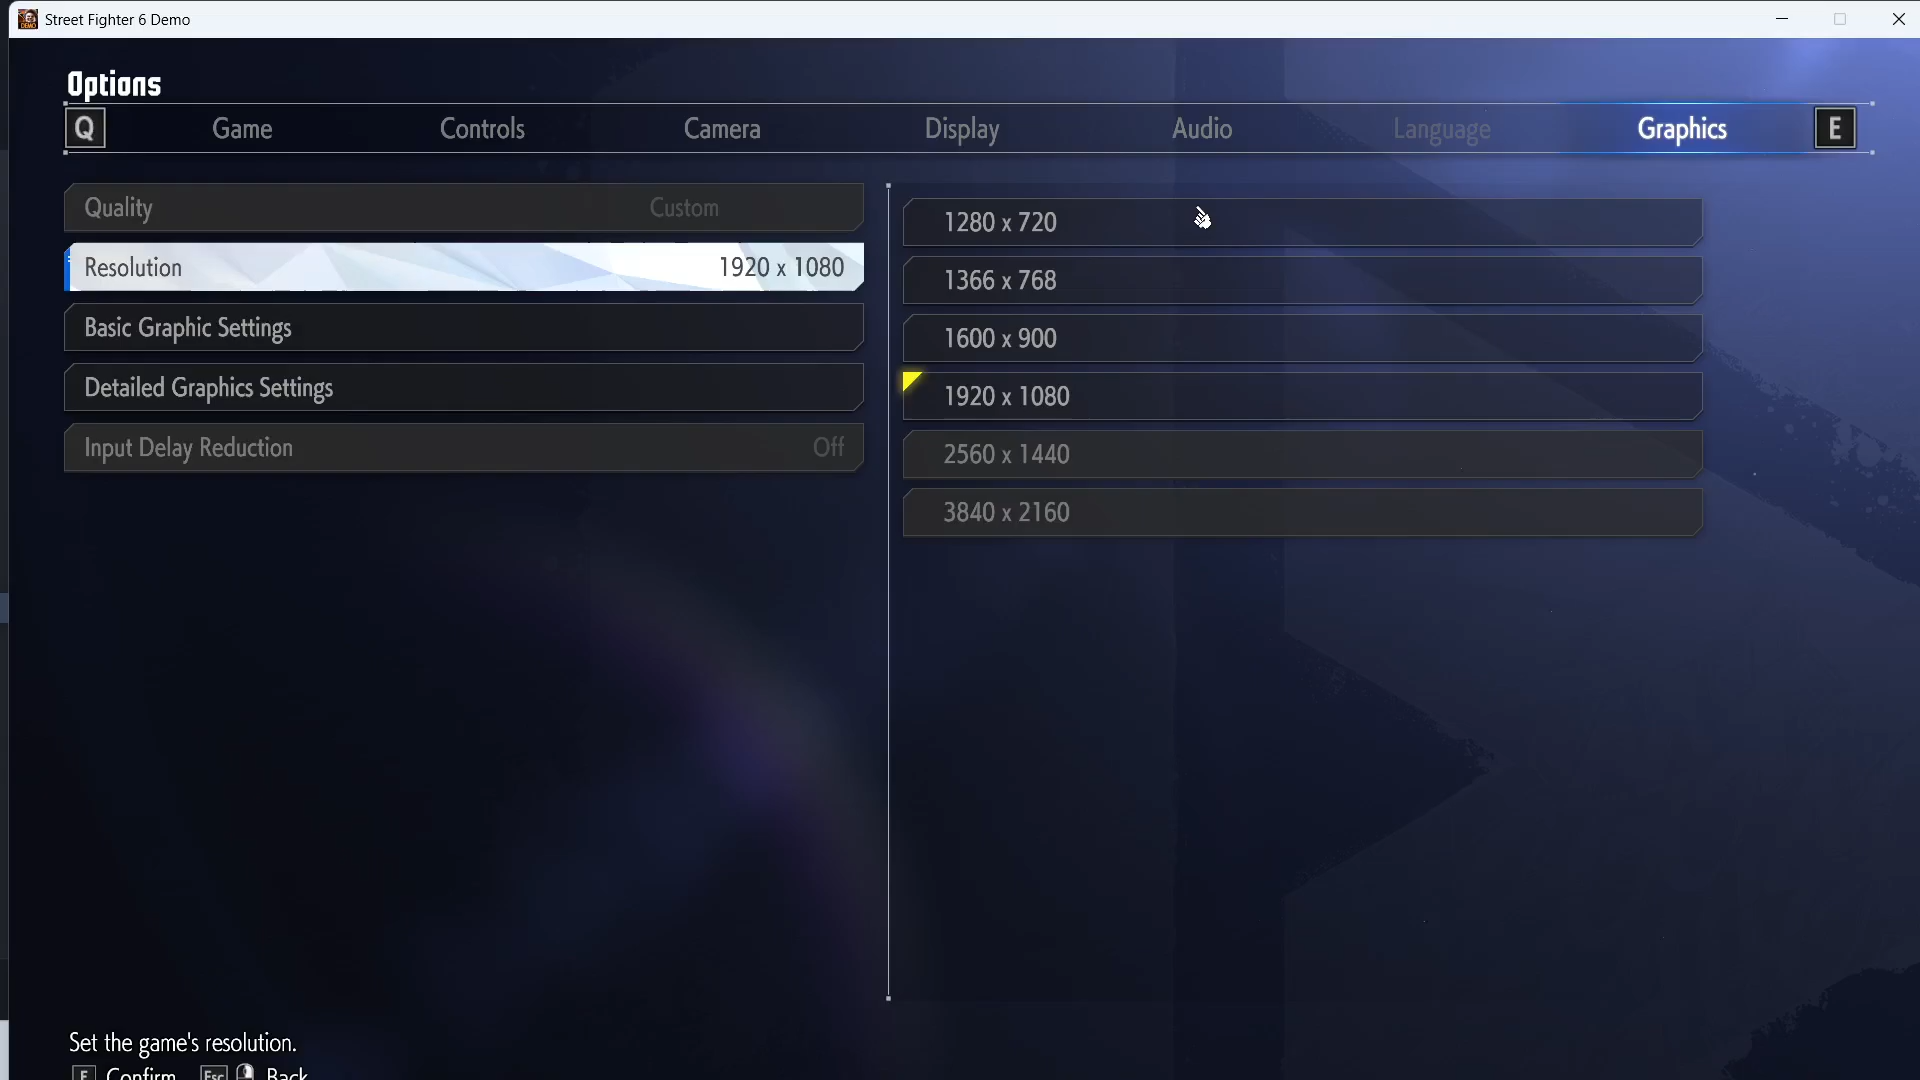 Street Fighter 6 Demo
Options
Q Game Controls Camera Display Audio Language Graphics E
Quality Custom
Resolution 1920 x 1080
Basic Graphic Settings
Detailed Graphics Settings
Input Delay Reduction Off
1280 x 720
1366 x 768
1600 x 900
1920 x 1080
2560 x 1440
3840 x 2160
Set the game's resolution.
F Confirm Esc Back